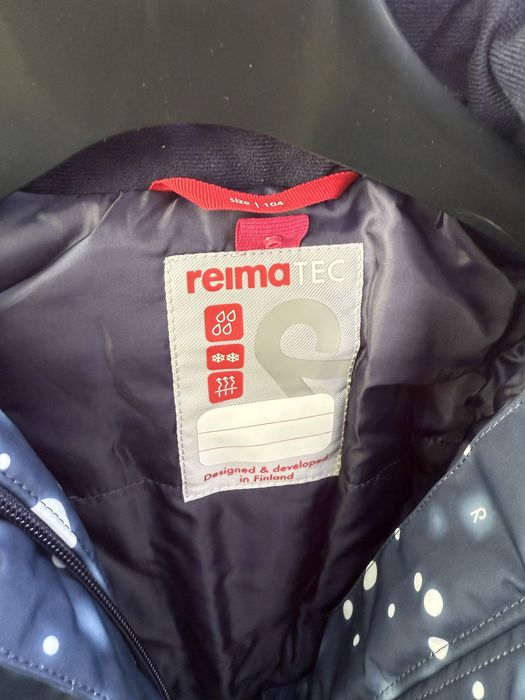 size | 104
reimaTEC
Designed & developed
in Finland
R